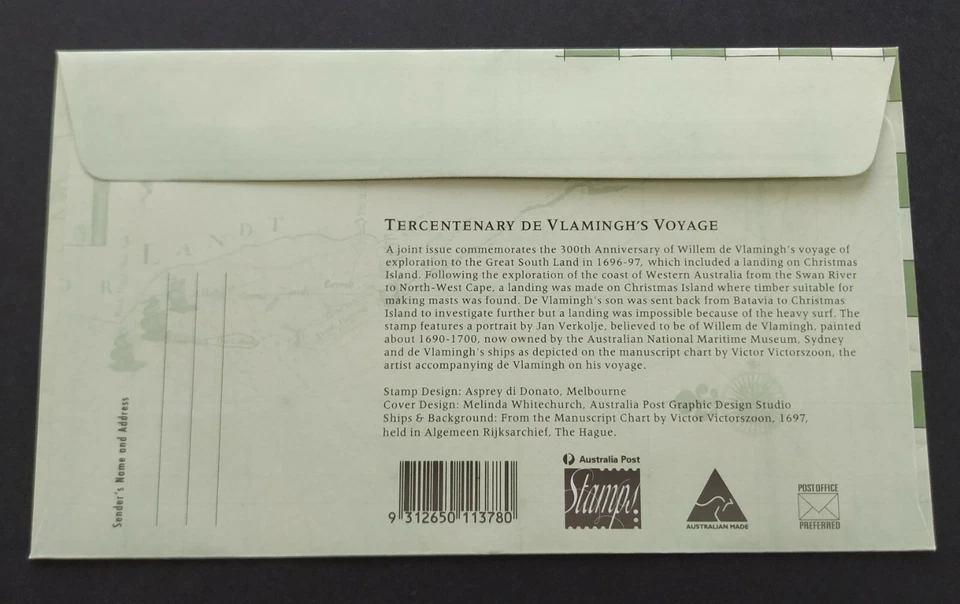 TERCENTENARY DE VLAMINGH'S VOYAGE
A joint issue commemorates the 300th Anniversary of Willem de Vlamingh's voyage of
exploration to the Great South Land in 1696-97, which included a landing on Christmas
Island. Following the exploration of the coast of Western Australia from the Swan River
to North-West Cape, a landing was made on Christmas Island where timber suitable for
making masts was found. De Vlamingh's son was sent back from Batavia to Christmas
Island to investigate further but a landing was impossible because of the heavy surf. The
stamp features a portrait by Jan Verkolje, believed to be of Willem de Vlamingh, painted
about 1690-1700, now owned by the Australian National Maritime Museum, Sydney
and de Vlamingh's ships as depicted on the manuscript chart by Victor Victorszoon, the
artist accompanying de Vlamingh on his voyage.
Stamp Design: Asprey di Donato, Melbourne
Cover Design: Melinda Whitechurch, Australia Post Graphic Design Studio
Ships & Background: From the Manuscript Chart by Victor Victorszoon, 1697,
held in Algemeen Rijksarchief, The Hague.
LANDT
Sender's Name and Address
9 312650 113780
Australia Post
Stamps!
AUSTRALIAN MADE
POST OFFICE
PREFERRED